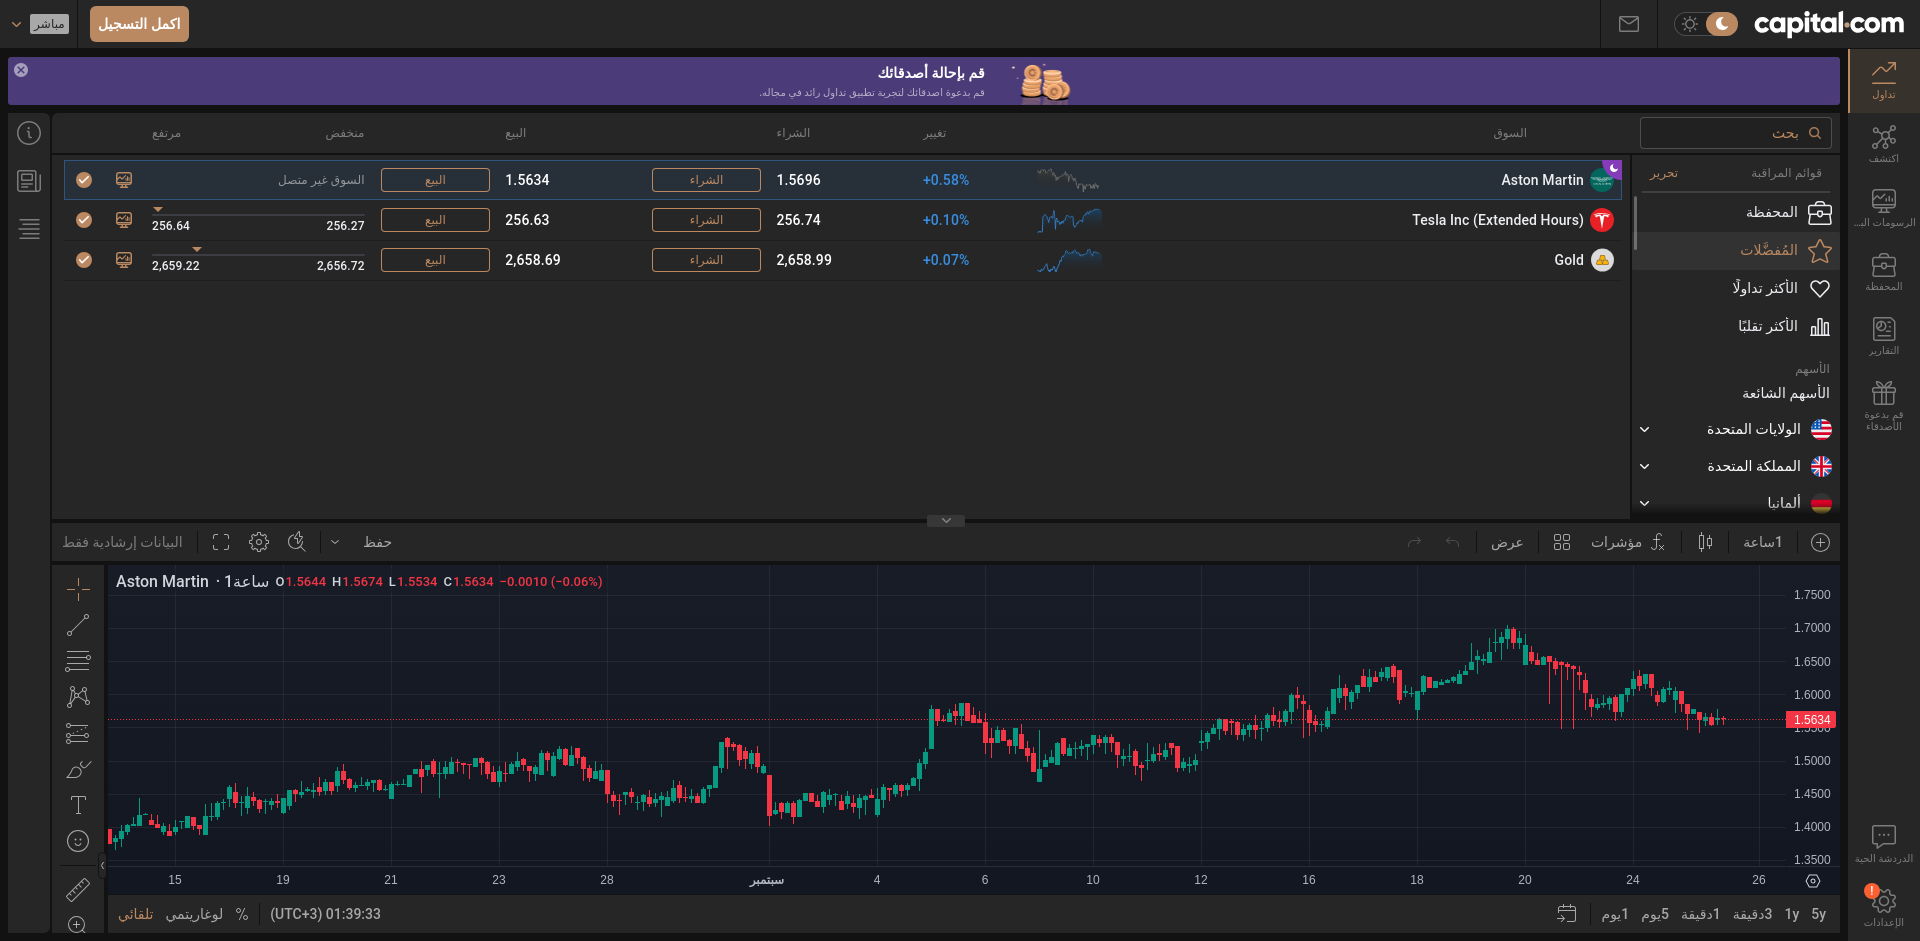 capital.com
اكمل التسجيل
مباشر
قم بإحالة أصدقائك
قم بدعوة اصدقائك لتجربة تطبيق تداول رائد في مجاله.
تداول
اكتشف
الرسومات الب...
المحفظة
التقارير
قم بدعوة
الأصدقاء
الدردشة الحية
!
الإعدادات
بحث
قوائم المراقبة
تحرير
المحفظة
المُفضَّلات
الأكثر تداولًا
الأكثر تقلبًا
الأسهم
الأسهم الشائعة
الولايات المتحدة
المملكة المتحدة
ألمانيا
السوق تغيير الشراء البيع منخفض مرتفع
Aston Martin +0.58% 1.5696 الشراء 1.5634 البيع السوق غير متصل
Tesla Inc (Extended Hours) +0.10% 256.74 الشراء 256.63 البيع 256.27 256.64
Gold +0.07% 2,658.99 الشراء 2,658.69 البيع 2,656.72 2,659.22
1ساعة
مؤشرات
عرض
حفظ
البيانات إرشادية فقط
Aston Martin · 1ساعة O1.5644 H1.5674 L1.5534 C1.5634 −0.0010 (−0.06%)
1.7500
1.7000
1.6500
1.6000
1.5634
1.5500
1.5000
1.4500
1.4000
1.3500
15 19 21 23 28 سبتمبر 4 6 10 12 16 18 20 24 26
5y 1y 3دقيقة 1دقيقة 5يوم 1يوم
01:39:33 (UTC+3)
% لوغاريتمي تلقائي